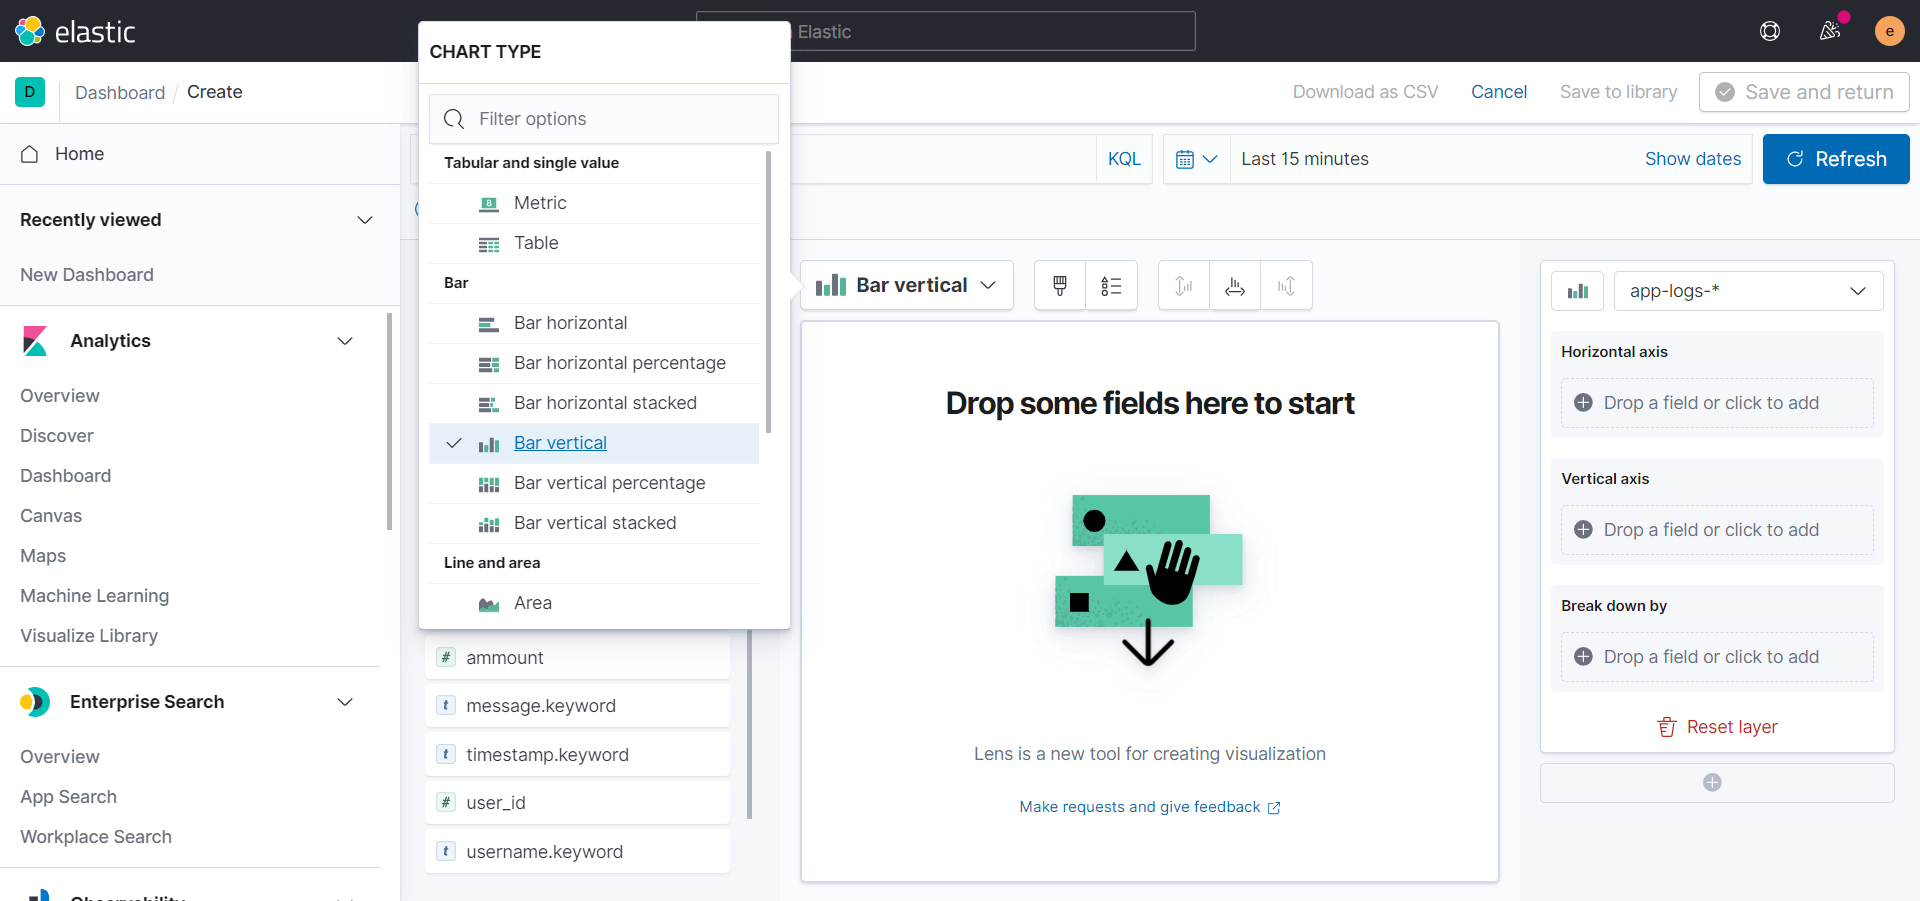 elastic
Elastic
e
D
Dashboard / Create
Download as CSV
Cancel
Save to library
Save and return
Home
Recently viewed
New Dashboard
Analytics
Overview
Discover
Dashboard
Canvas
Maps
Machine Learning
Visualize Library
Enterprise Search
Overview
App Search
Workplace Search
Observability
CHART TYPE
Filter options
Tabular and single value
8 Metric
Table
Bar
Bar horizontal
Bar horizontal percentage
Bar horizontal stacked
Bar vertical
Bar vertical percentage
Bar vertical stacked
Line and area
Area
# ammount
t message.keyword
t timestamp.keyword
# user_id
t username.keyword
KQL
Last 15 minutes
Show dates
Refresh
Bar vertical
Drop some fields here to start
Lens is a new tool for creating visualization
Make requests and give feedback
app-logs-*
Horizontal axis
Drop a field or click to add
Vertical axis
Drop a field or click to add
Break down by
Drop a field or click to add
Reset layer